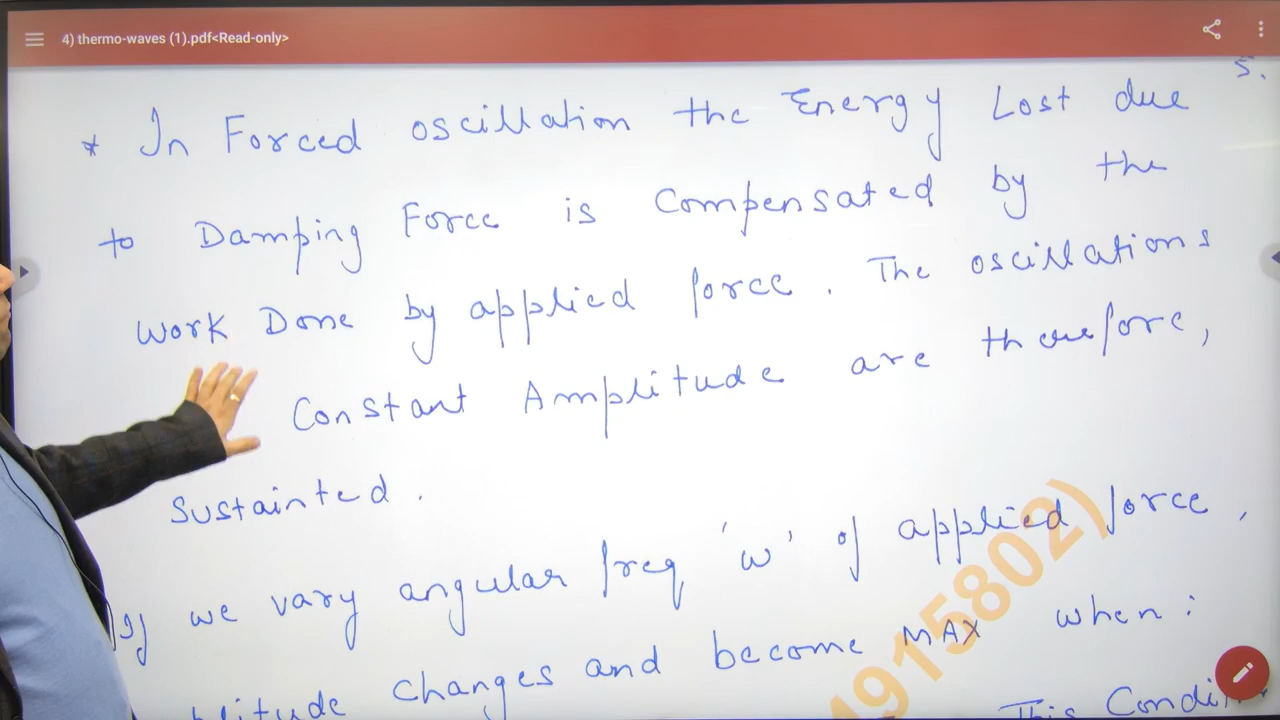 4) thermo-waves (1).pdf<Read-only>
5.
* In Forced oscillation the Energy Lost due
to Damping Force is Compensated by the
Work Done by applied force. The oscillations
Constant Amplitude are therefore,
Sustainted.
If we vary angular freq 'w' of applied force,
changes and become MAX when:
This
4915802)